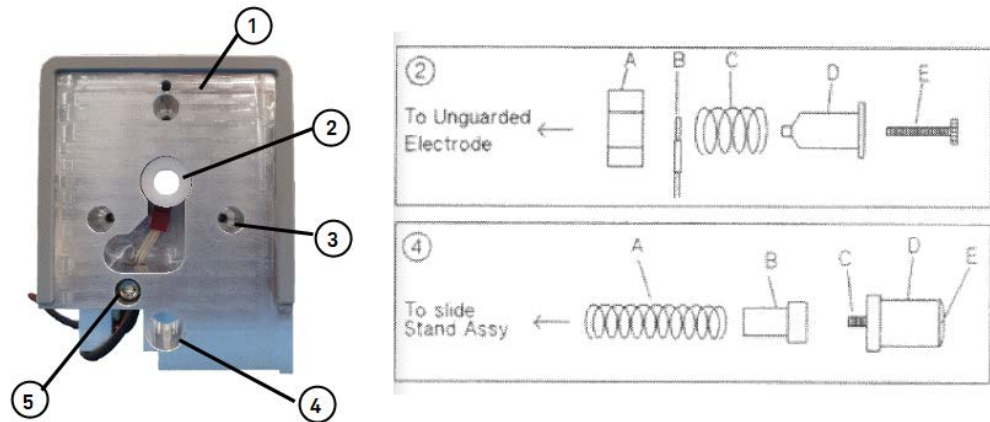 1
2
3
4
5
2
A B C D E
To Unguarded
Electrode
4
A B C D E
To slide
Stand Assy